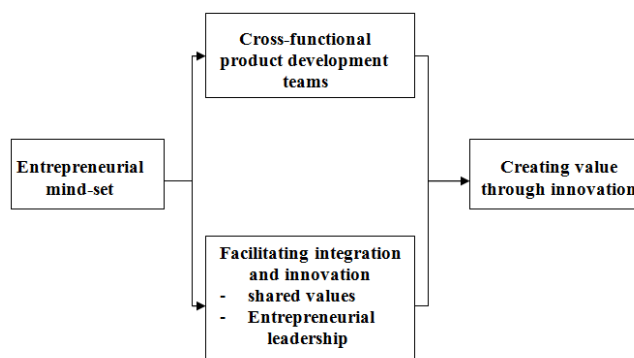 Cross-functional
product development
teams
Entrepreneurial
mind-set
Creating value
through innovation
Facilitating integration
and innovation
- shared values
- Entrepreneurial
leadership